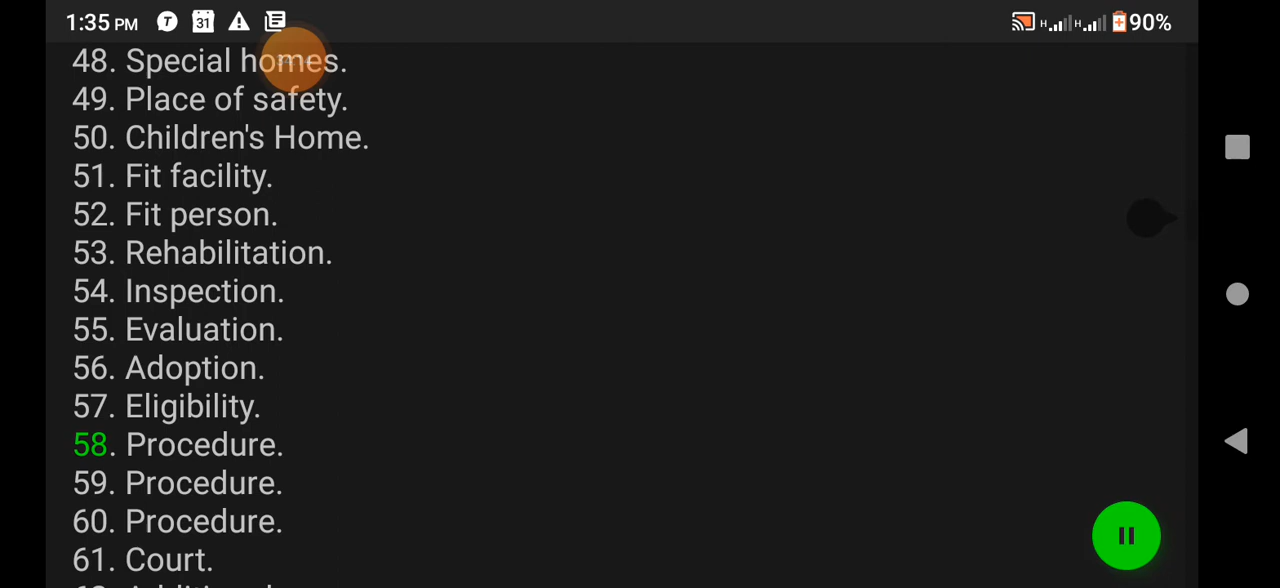 1:35 PM T 31 H H 90%
48. Special homes.
49. Place of safety.
50. Children's Home.
51. Fit facility.
52. Fit person.
53. Rehabilitation.
54. Inspection.
55. Evaluation.
56. Adoption.
57. Eligibility.
58. Procedure.
59. Procedure.
60. Procedure.
61. Court.